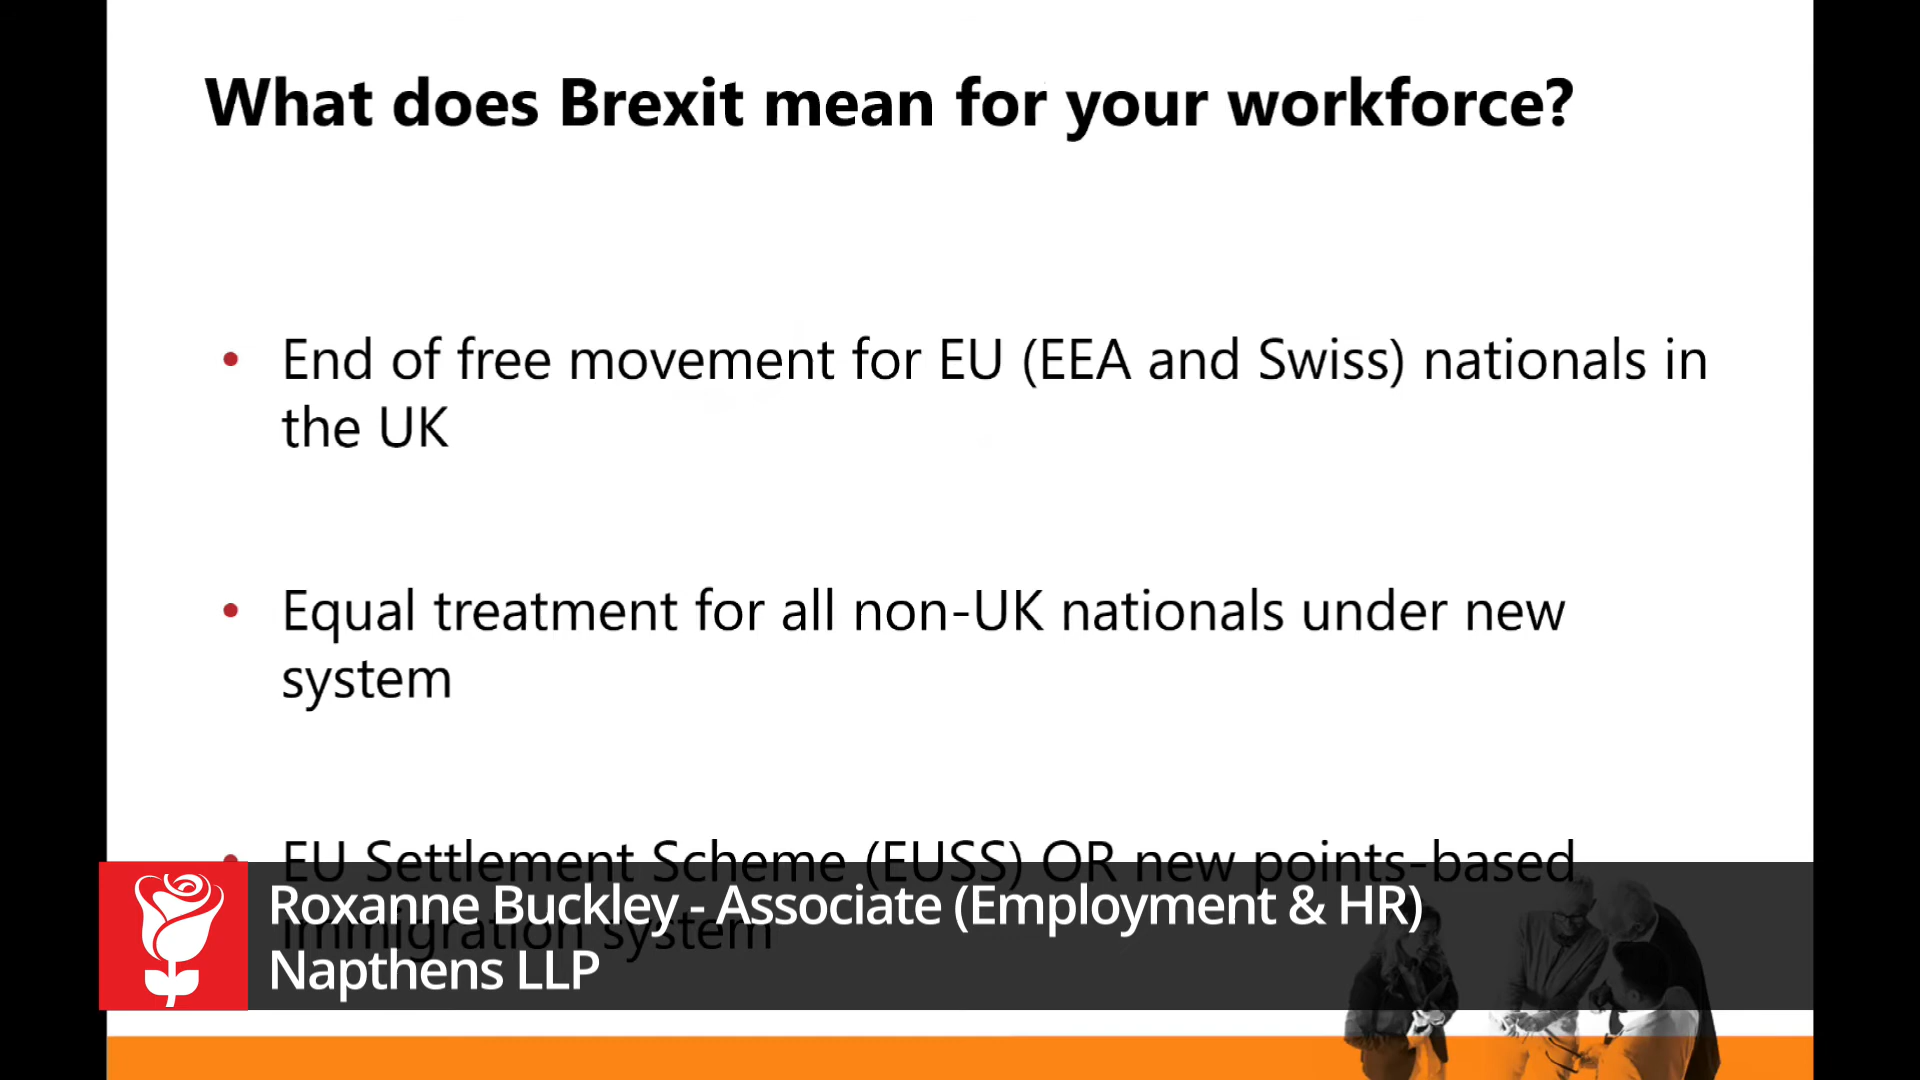 What does Brexit mean for your workforce?
• End of free movement for EU (EEA and Swiss) nationals in
the UK
• Equal treatment for all non-UK nationals under new
system
• EU Settlement Scheme (EUSS) OR new points-based
immigration system
Roxanne Buckley - Associate (Employment & HR)
Napthens LLP